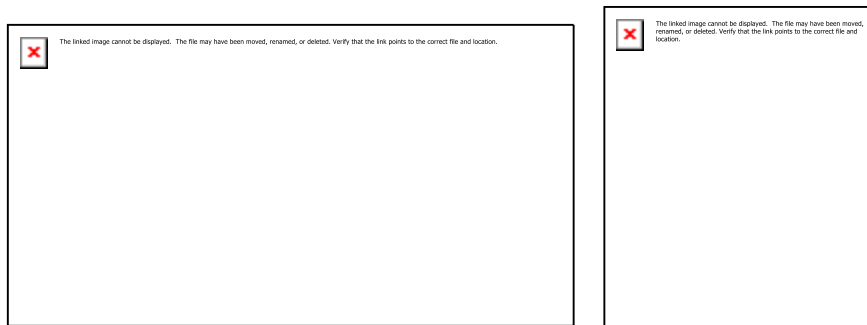 The linked image cannot be displayed.  The file may have been moved, renamed, or deleted. Verify that the link points to the correct file and location.
The linked image cannot be displayed.  The file may have been moved,
renamed, or deleted. Verify that the link points to the correct file and
location.